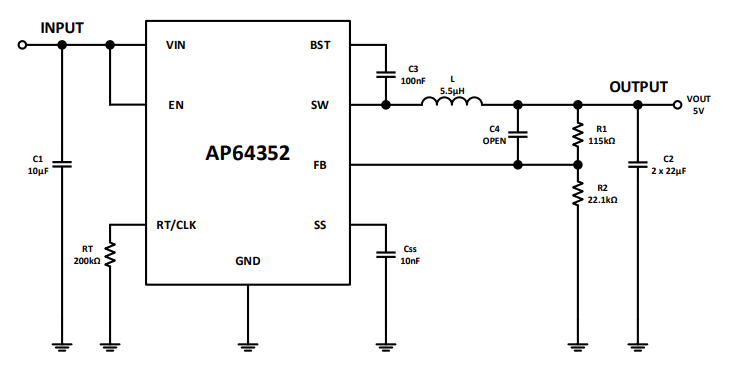 INPUT
VIN
BST
C3
100nF
L
5.5µH
OUTPUT
VOUT
5V
EN
SW
C4
OPEN
R1
115kΩ
AP64352
C1
10µF
FB
C2
2 x 22µF
R2
22.1kΩ
RT/CLK
SS
RT
200kΩ
GND
Css
10nF